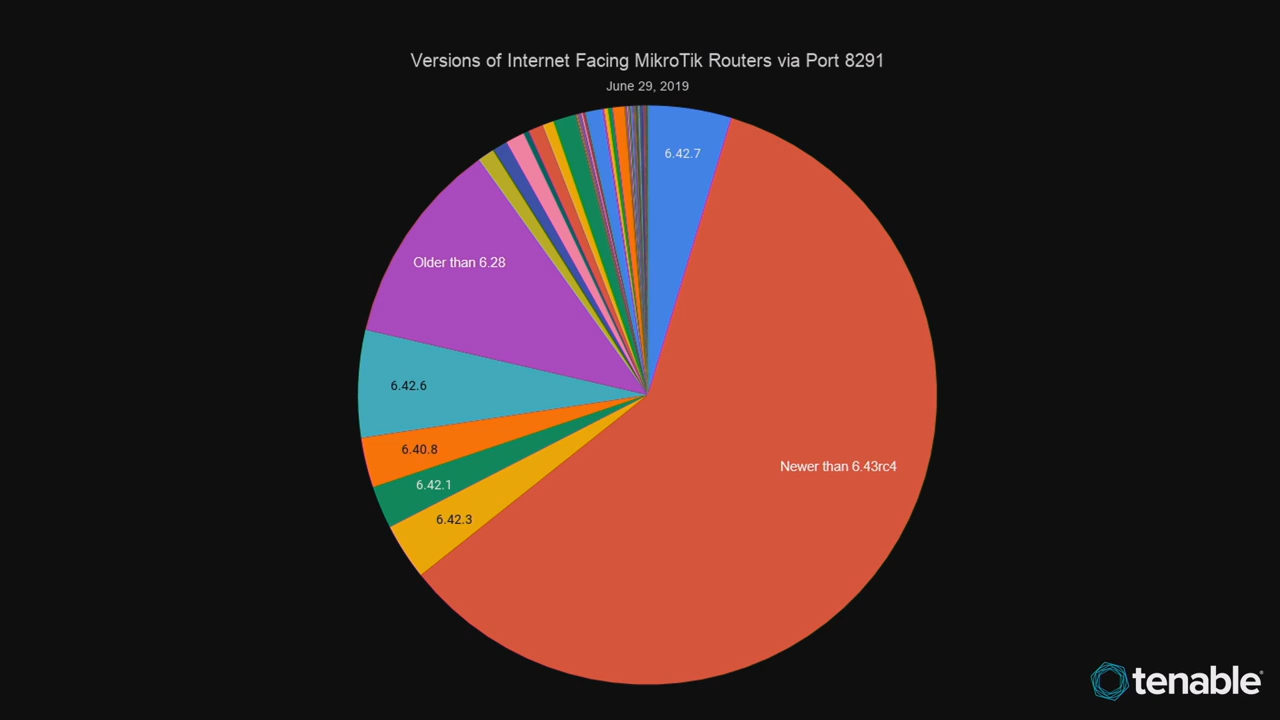 Versions of Internet Facing MikroTik Routers via Port 8291
June 29, 2019
6.42.7
Older than 6.28
6.42.6
6.40.8
Newer than 6.43rc4
6.42.1
6.42.3
tenable